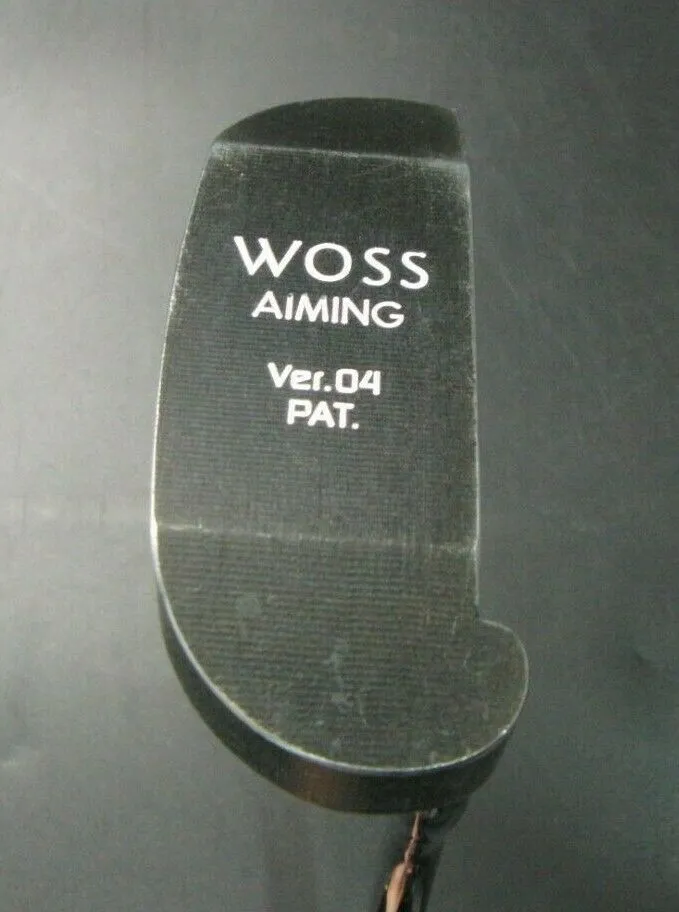 WOSS
AIMING
Ver.04
PAT.